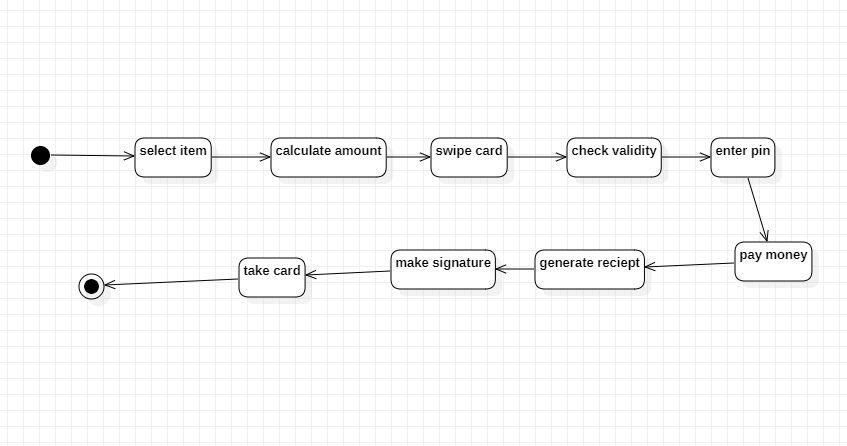 select item
calculate amount
swipe card
check validity
enter pin
pay money
generate reciept
make signature
take card